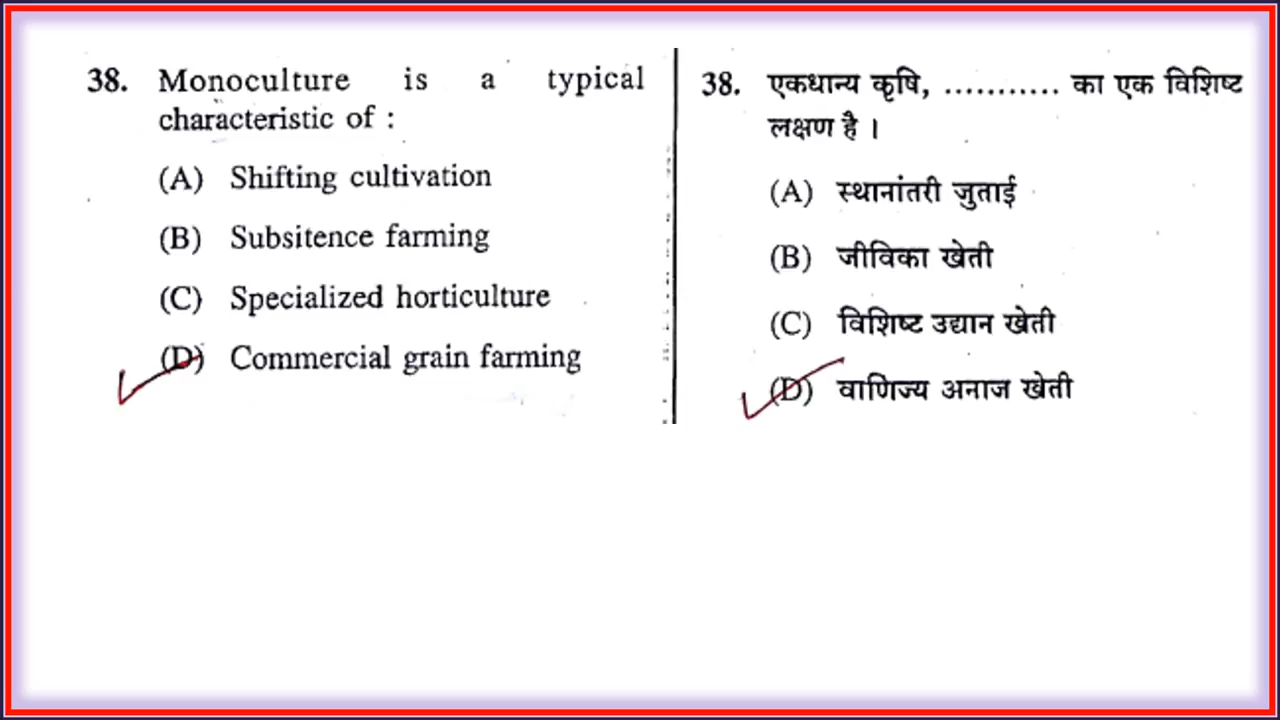 38. Monoculture is a typical
characteristic of :
(A) Shifting cultivation
(B) Subsitence farming
(C) Specialized horticulture
(D) Commercial grain farming
38. एकधान्य कृषि, ........... का एक विशिष्ट
लक्षण है ।
(A) स्थानांतरी जुताई
(B) जीविका खेती
(C) विशिष्ट उद्यान खेती
(D) वाणिज्य अनाज खेती